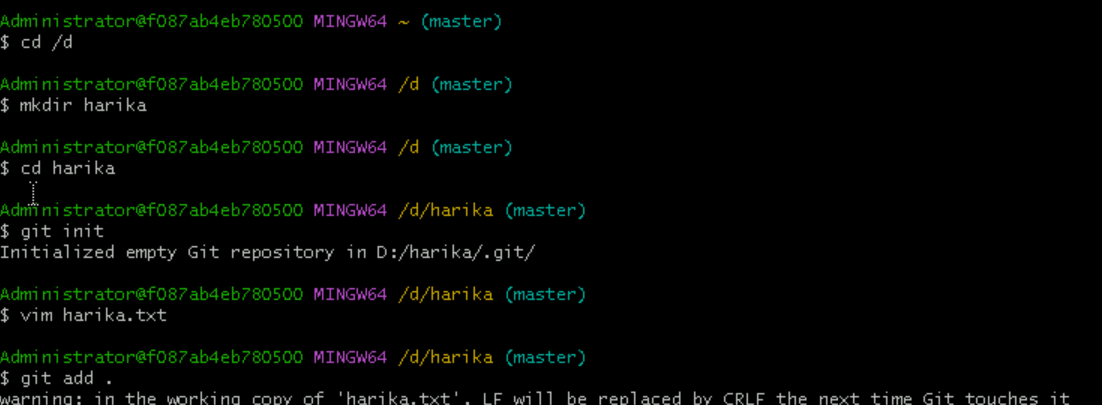 Administrator@f087ab4eb780500 MINGW64 ~ (master)
$ cd /d
Administrator@f087ab4eb780500 MINGW64 /d (master)
$ mkdir harika
Administrator@f087ab4eb780500 MINGW64 /d (master)
$ cd harika
Administrator@f087ab4eb780500 MINGW64 /d/harika (master)
$ git init
Initialized empty Git repository in D:/harika/.git/
Administrator@f087ab4eb780500 MINGW64 /d/harika (master)
$ vim harika.txt
Administrator@f087ab4eb780500 MINGW64 /d/harika (master)
$ git add .
warning: in the working copy of 'harika.txt', LF will be replaced by CRLF the next time Git touches it